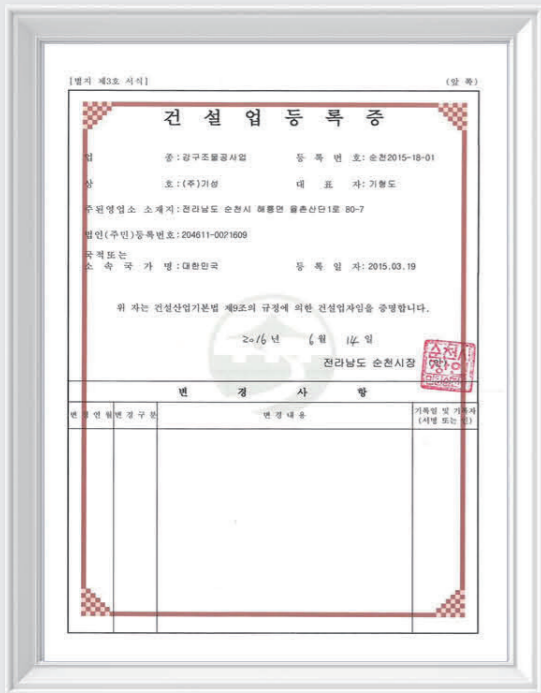 [별지 제3호 서식] (앞 쪽)
건 설 업 등 록 증
업 종 : 강구조물공사업 등 록 번 호 : 순천2015-18-01
상 호 : (주)기성 대 표 자 : 기형도
주된영업소 소재지 : 전라남도 순천시 해룡면 율촌산단1로 80-7
법인(주민)등록번호 : 204611-0021609
국적또는
소 속 국 가 명 : 대한민국 등 록 일 자 : 2015.03.19
위 자는 건설산업기본법 제9조의 규정에 의한 건설업자임을 증명합니다.
2016 년 6 월 14 일
전라남도 순천시장
변 경 사 항
변 경 연 월 변 경 구 분 변 경 내 용 기록일 및 기록자
(서명 또는 인)